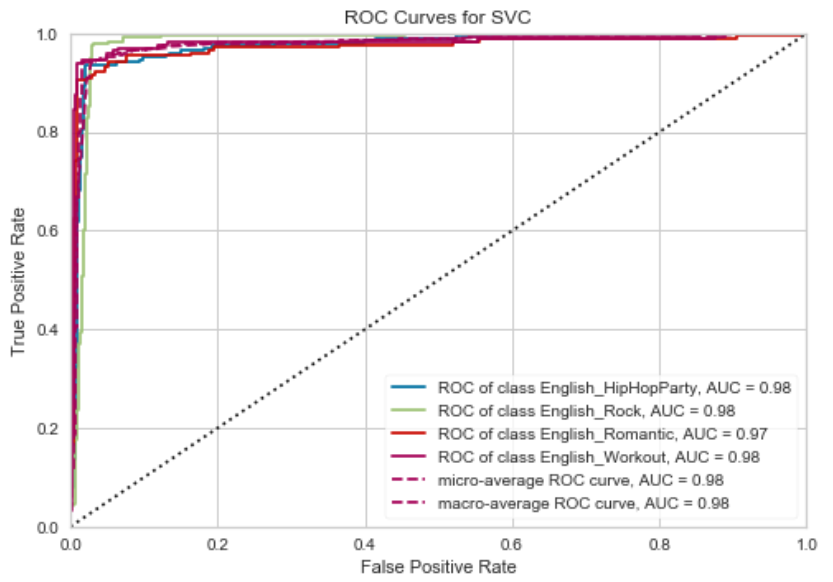 ROC Curves for SVC
True Positive Rate
1.0
0.8
0.6
0.4
0.2
0.0
ROC of class English_HipHopParty, AUC = 0.98
ROC of class English_Rock, AUC = 0.98
ROC of class English_Romantic, AUC = 0.97
ROC of class English_Workout, AUC = 0.98
micro-average ROC curve, AUC = 0.98
macro-average ROC curve, AUC = 0.98
0.0 0.2 0.4 0.6 0.8 1.0
False Positive Rate